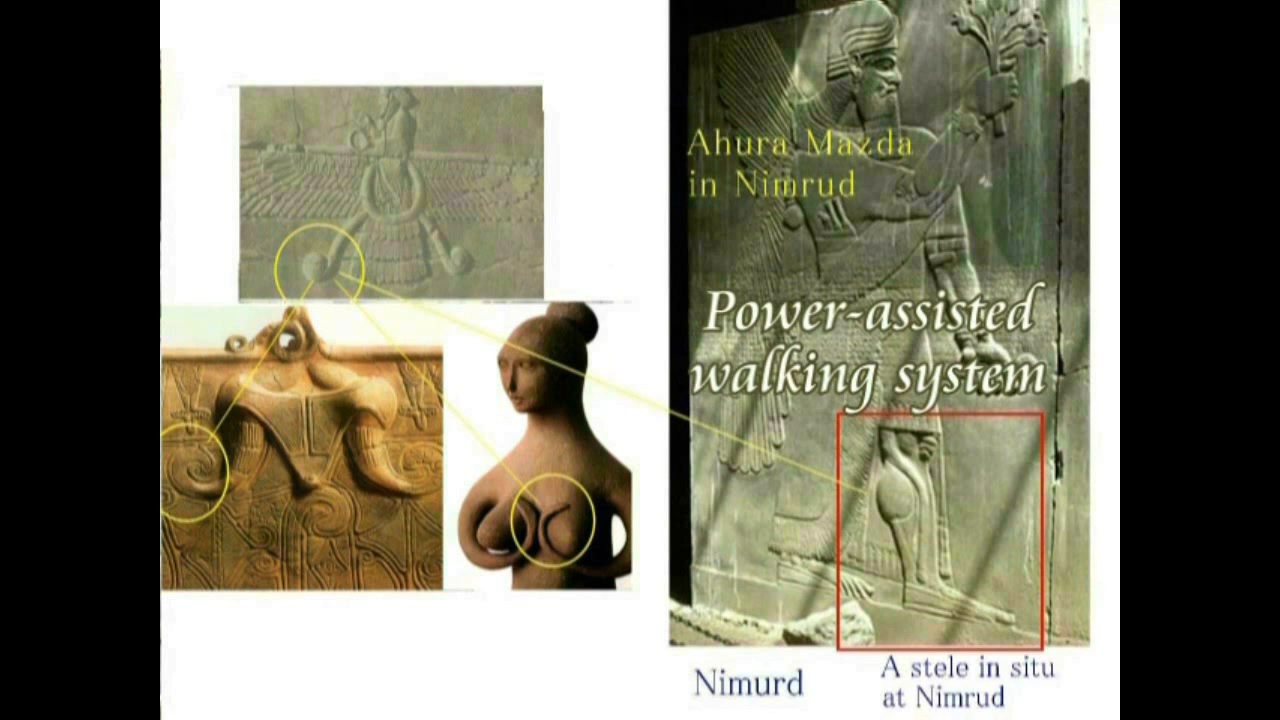 Ahura Mazda
in Nimrud
Power-assisted
walking system
Nimurd
A stele in situ
at Nimrud